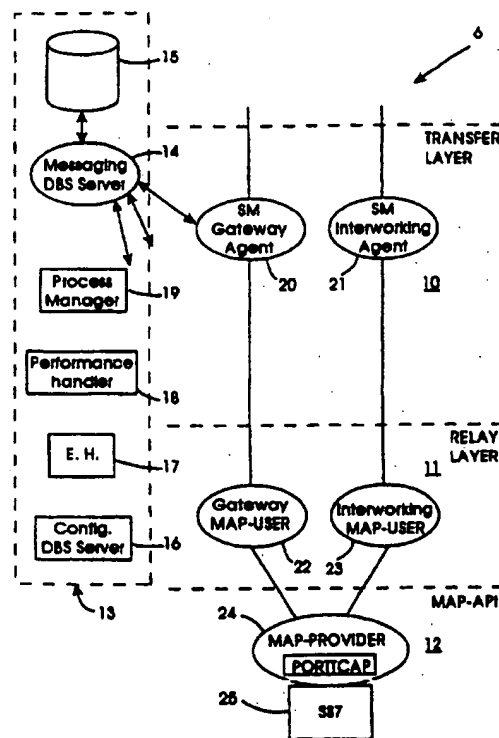 15
6
TRANSFER
LAYER
14
Messaging
DBS Server
SM
Gateway
Agent
SM
Interworking
Agent
20
21
10
Process
Manager
19
Performance
handler
18
RELAY
LAYER
11
E. H.
17
Gateway
MAP-USER
Interworking
MAP-USER
Config.
DBS Server
16
22
23
13
MAP-API
24
MAP-PROVIDER
12
PORTTCAP
25
SS7